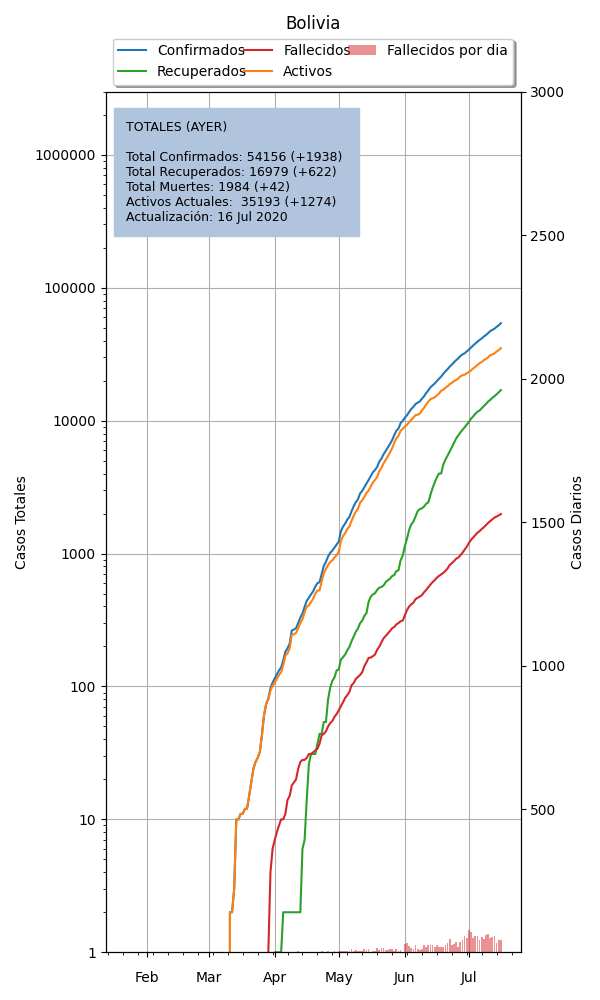 Bolivia
Confirmados
Recuperados
Fallecidos
Activos
Fallecidos por dia
TOTALES (AYER)
Total Confirmados: 54156 (+1938)
Total Recuperados: 16979 (+622)
Total Muertes: 1984 (+42)
Activos Actuales:  35193 (+1274)
Actualización: 16 Jul 2020
Casos Totales
1000000
100000
10000
1000
100
10
1
3000
2500
2000
1500
1000
500
Casos Diarios
Feb Mar Apr May Jun Jul